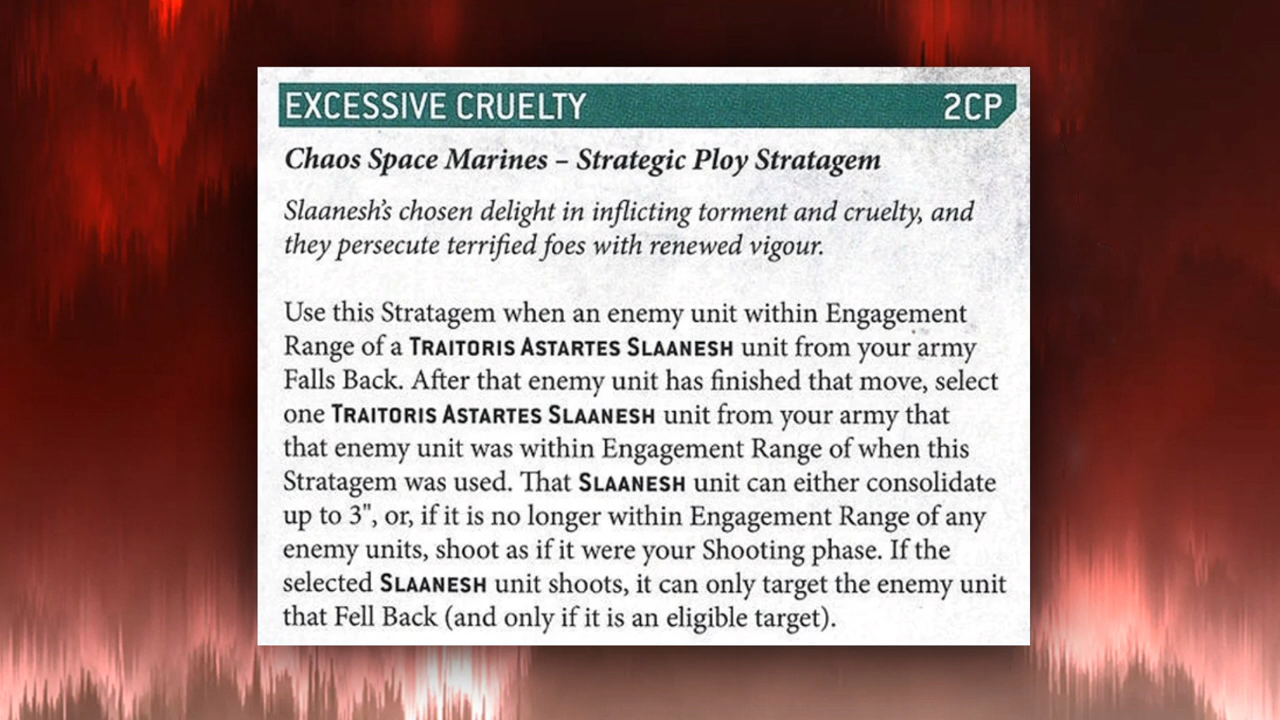 EXCESSIVE CRUELTY 2CP
Chaos Space Marines – Strategic Ploy Stratagem
Slaanesh's chosen delight in inflicting torment and cruelty, and
they persecute terrified foes with renewed vigour.
Use this Stratagem when an enemy unit within Engagement
Range of a TRAITORIS ASTARTES SLAANESH unit from your army
Falls Back. After that enemy unit has finished that move, select
one TRAITORIS ASTARTES SLAANESH unit from your army that
that enemy unit was within Engagement Range of when this
Stratagem was used. That SLAANESH unit can either consolidate
up to 3", or, if it is no longer within Engagement Range of any
enemy units, shoot as if it were your Shooting phase. If the
selected SLAANESH unit shoots, it can only target the enemy unit
that Fell Back (and only if it is an eligible target).